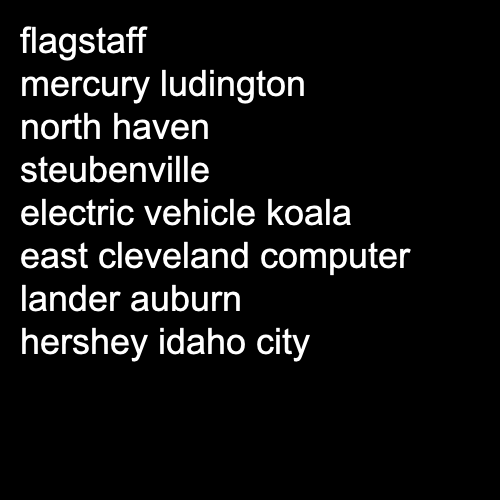 flagstaff
mercury ludington
north haven
steubenville
electric vehicle koala
east cleveland computer
lander auburn
hershey idaho city